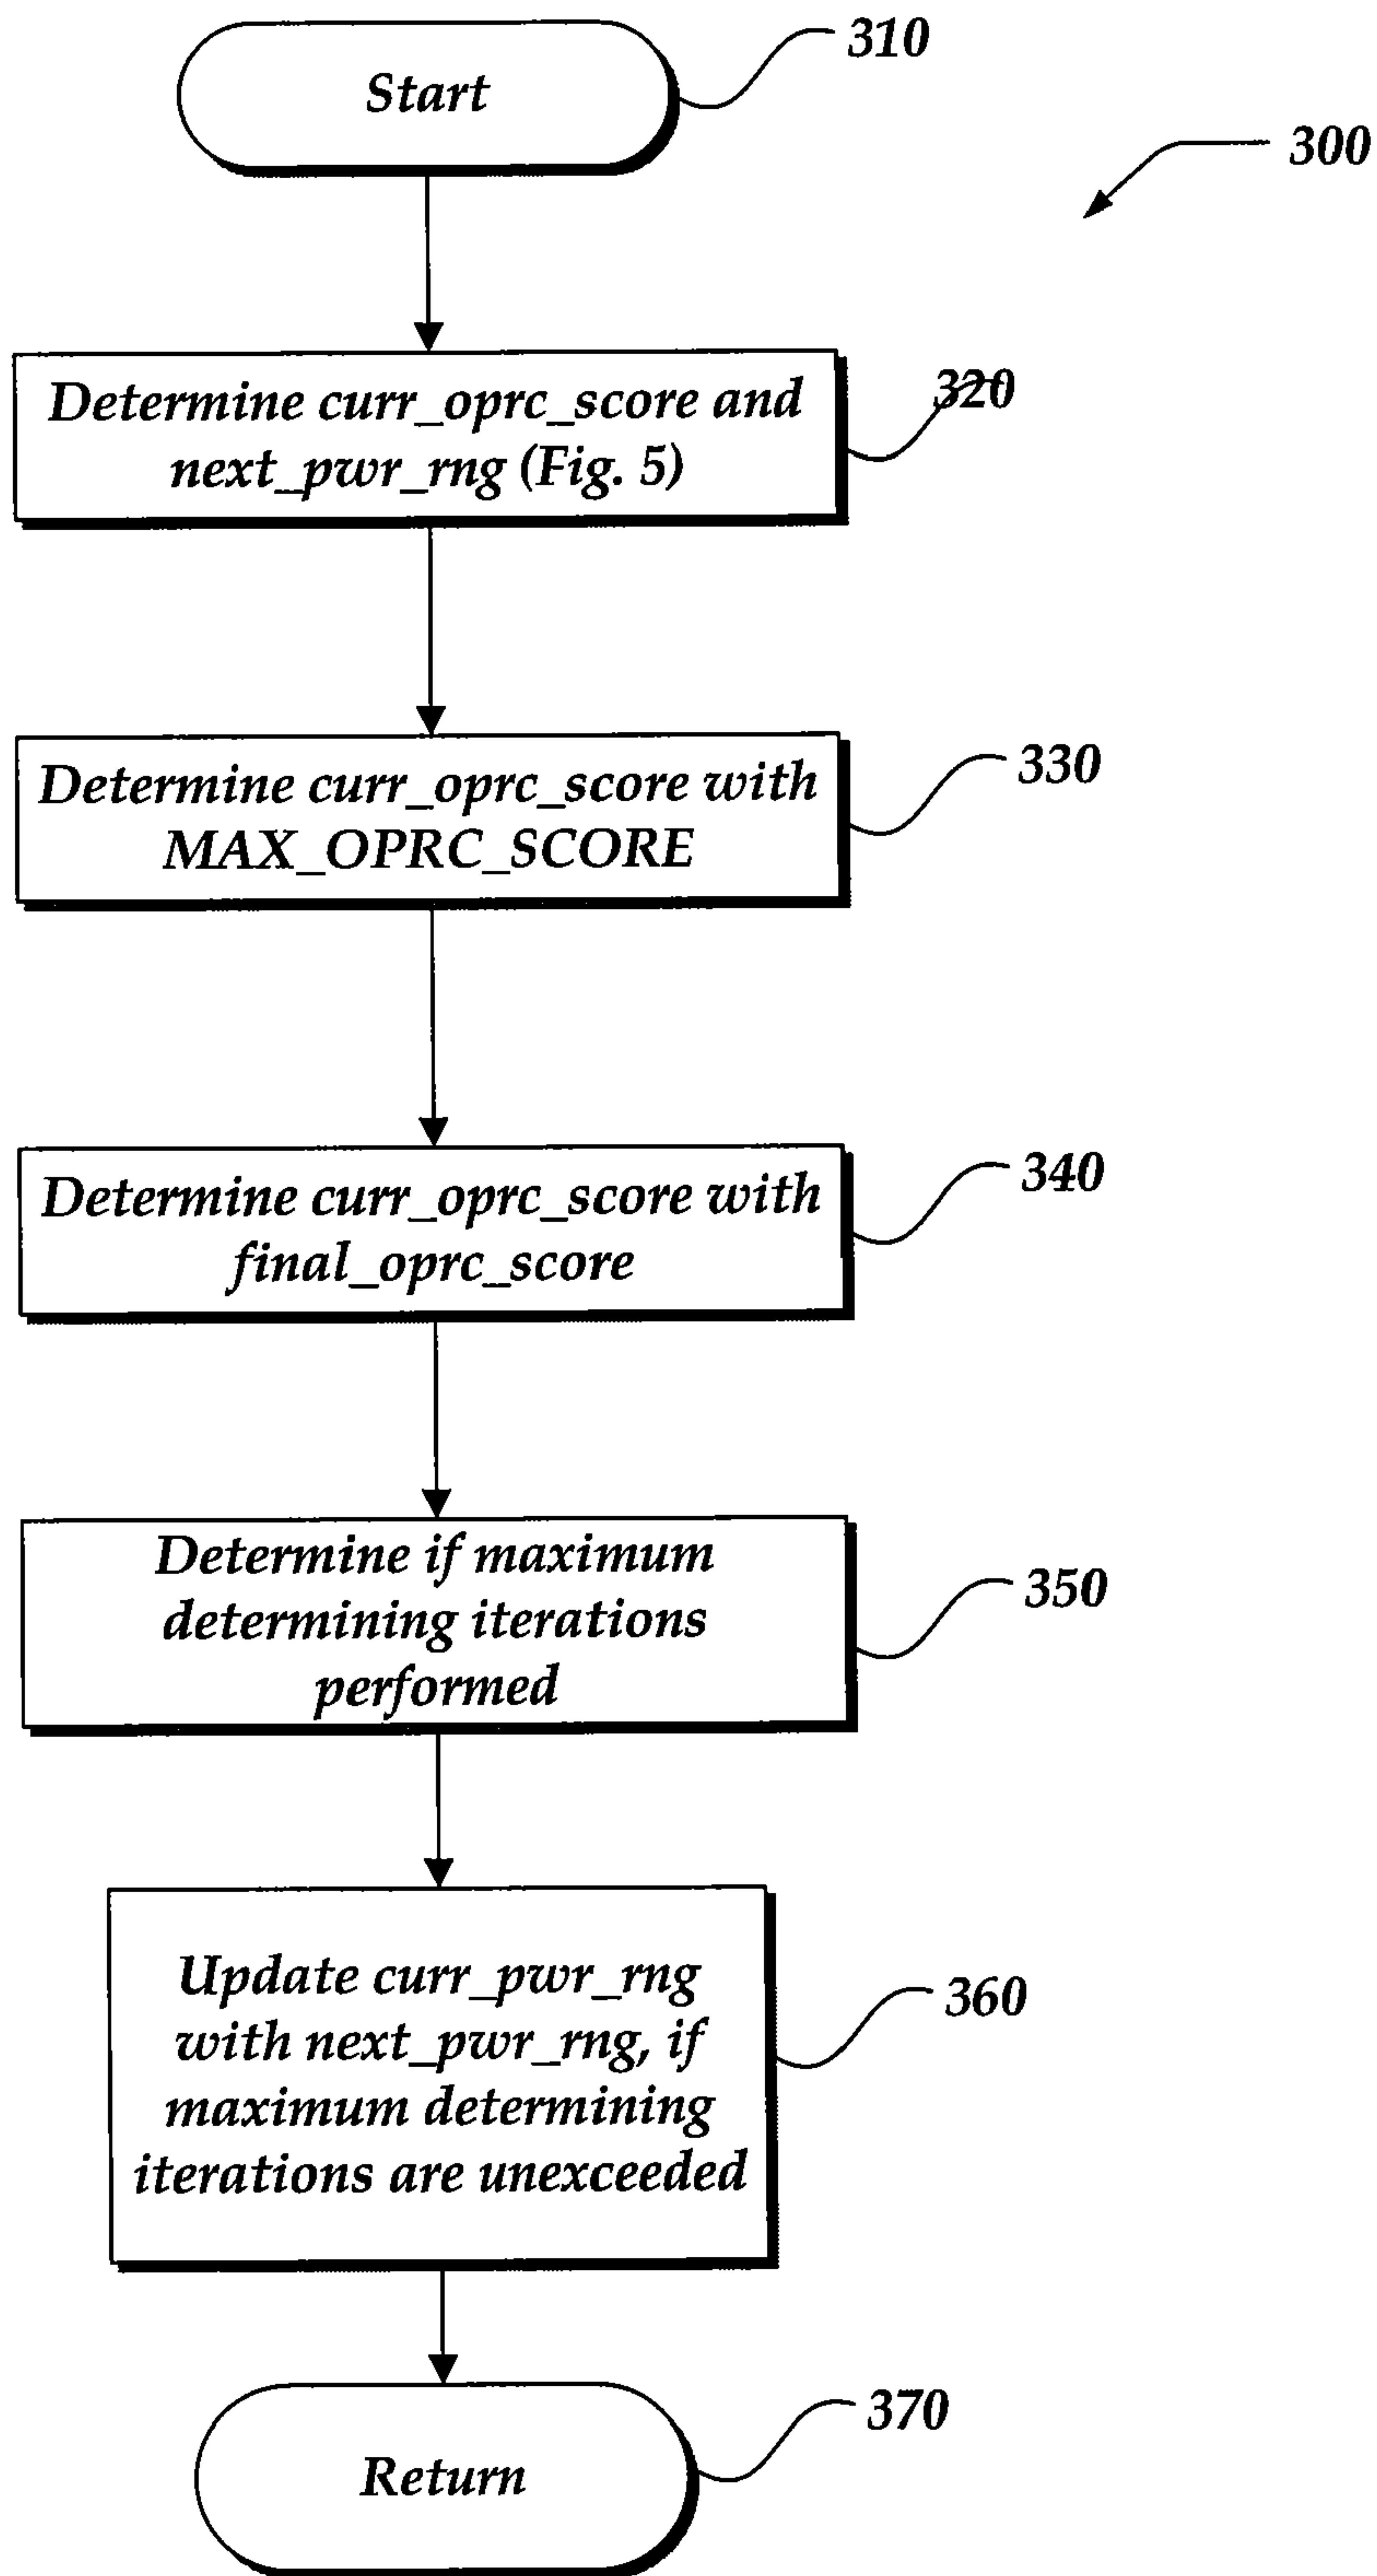 310
Start
300
Determine curr_oprc_score and
next_pwr_rng (Fig. 5)
320
Determine curr_oprc_score with
MAX_OPRC_SCORE
330
Determine curr_oprc_score with
final_oprc_score
340
Determine if maximum
determining iterations
performed
350
Update curr_pwr_rng
with next_pwr_rng, if
maximum determining
iterations are unexceeded
360
Return
370